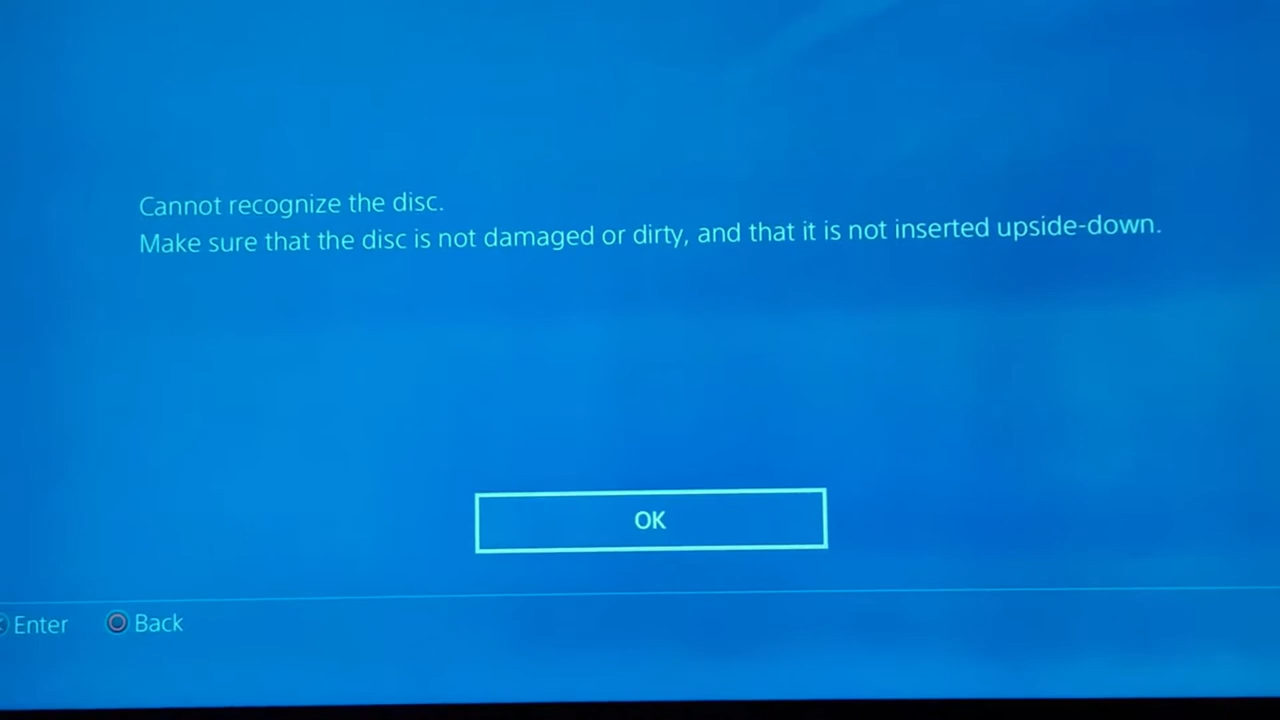 Cannot recognize the disc.
Make sure that the disc is not damaged or dirty, and that it is not inserted upside-down.
OK
Enter
Back